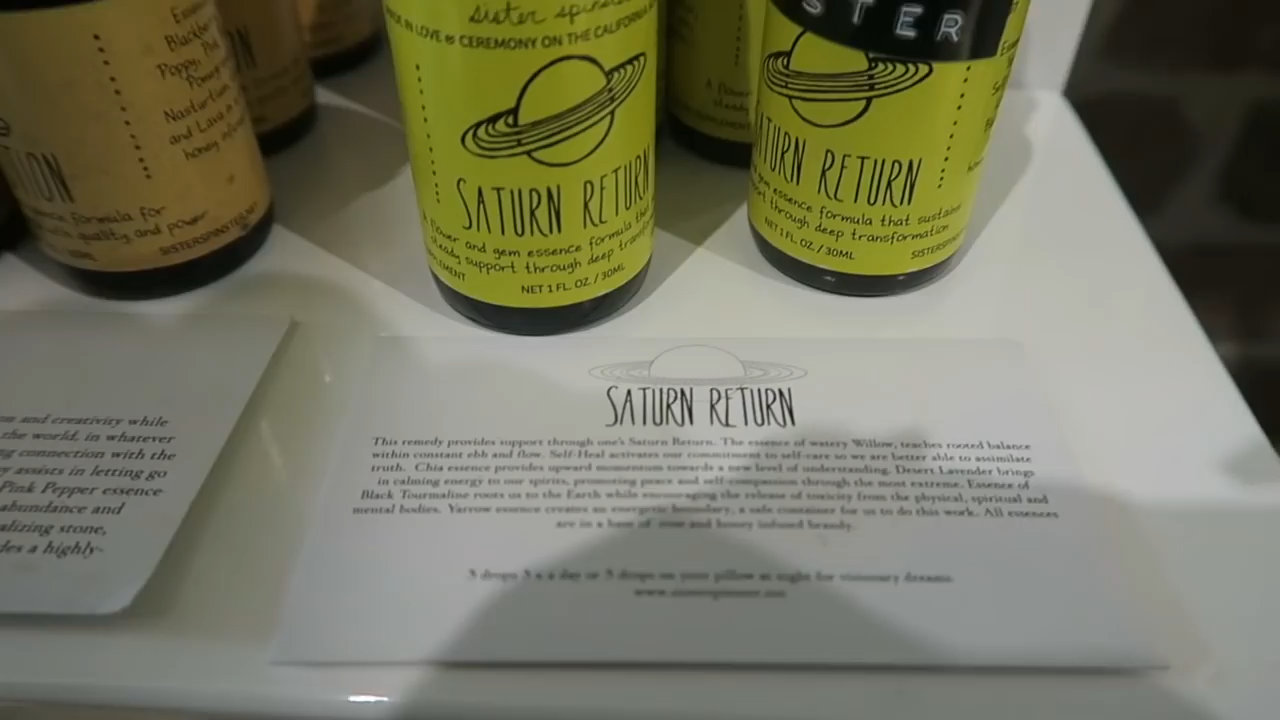 Blackberry
Poppy,
Nasturtium
and Lava
honey
TION
formula for
quality, and power
SISTERSPINSTER.NET
sister spinster
IN LOVE & CEREMONY ON THE CALIFORNIA
SATURN RETURN
A flower and gem essence formula that
steady support through deep
NET 1 FL. OZ. / 30ML
A flower
steady
STER
SATURN RETURN
gem essence formula that sustains
through deep transformation
NET 1 FL. OZ. / 30ML
SISTERSPIN
on and creativity while
the world, in whatever
connection with the
assists in letting go
Pink Pepper essence
abundance and
alizing stone,
des a highly-
SATURN RETURN
This remedy provides support through one's Saturn Return. The essence of watery Willow, teaches rooted balance
within constant ebb and flow. Self-Heal activates our commitment to self-care so we are better able to assimilate
truth. Chia essence provides upward momentum towards a new level of understanding. Desert Lavender brings
in calming energy to our spirits, promoting peace and self-compassion through the most extreme. Essence of
Black Tourmaline roots us to the Earth while encouraging the release of toxicity from the physical, spiritual and
mental bodies. Yarrow essence creates an energetic boundary, a safe container for us to do this work. All essences
are in a base of rose and honey infused brandy.
3 drops 3 x a day or 5 drops on your pillow at night for visionary dreams.